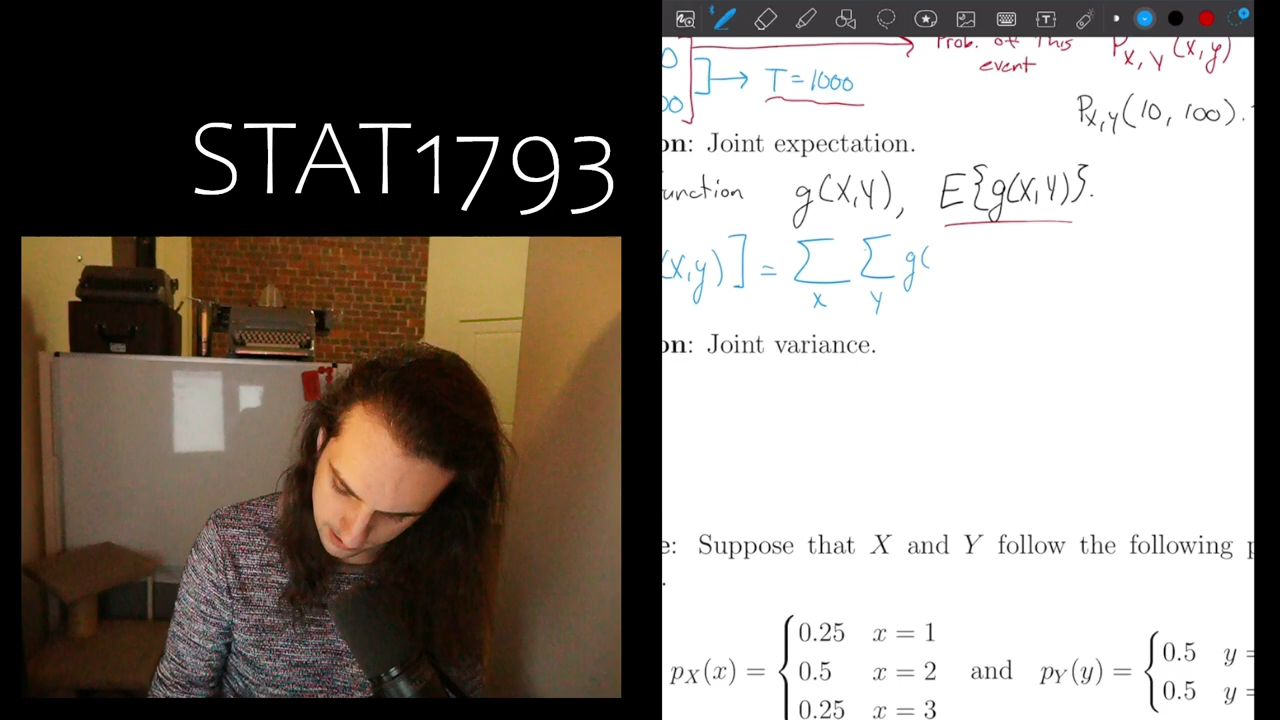 STAT1793
Prob. of This
event
P_{X,Y}(x,y)
→ T=1000
P_{X,Y}(10, 100).
on: Joint expectation.
unction g(X,Y), E{g(X,Y)}.
(X,Y)] = ∑_X ∑_Y g(
on: Joint variance.
e: Suppose that X and Y follow the following p
.
p_X(x) = { 0.25 x = 1
0.5 x = 2
0.25 x = 3
and p_Y(y) = { 0.5 y =
0.5 y =